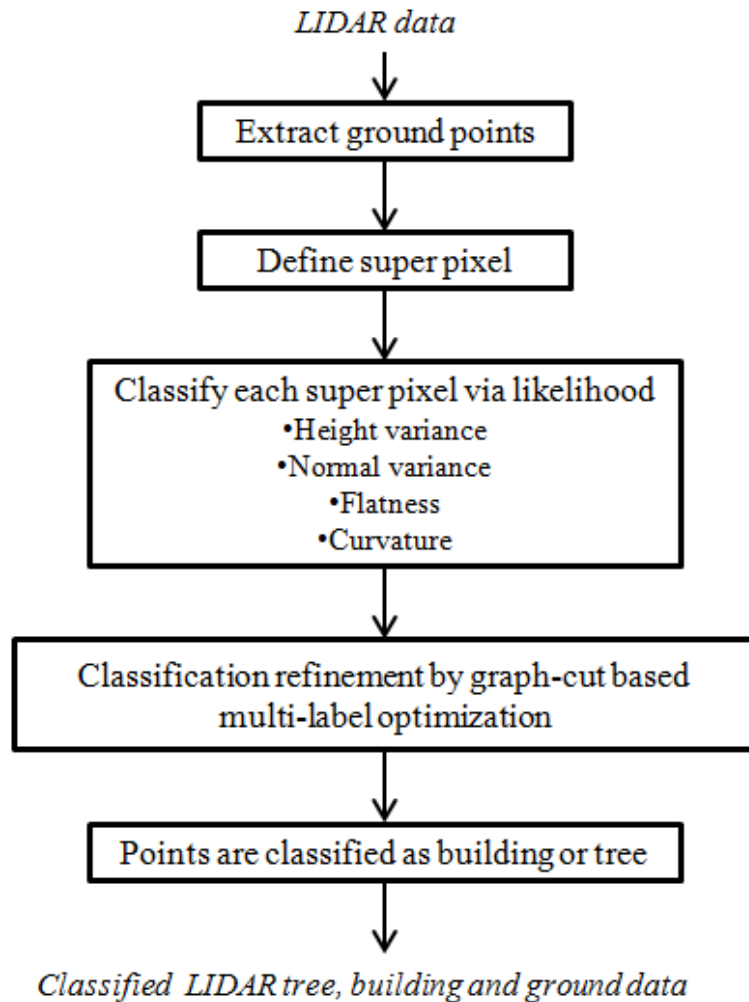 LIDAR data
Extract ground points
Define super pixel
Classify each super pixel via likelihood
•Height variance
•Normal variance
•Flatness
•Curvature
Classification refinement by graph-cut based
multi-label optimization
Points are classified as building or tree
Classified LIDAR tree, building and ground data